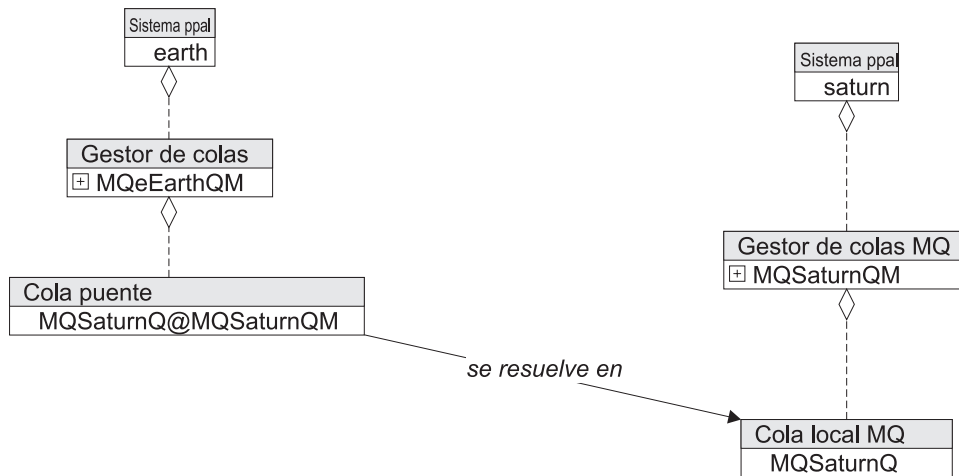 Sistema ppal
earth
Gestor de colas
MQeEarthQM
Cola puente
MQSaturnQ@MQSaturnQM
se resuelve en
Sistema ppal
saturn
Gestor de colas MQ
MQSaturnQM
Cola local MQ
MQSaturnQ